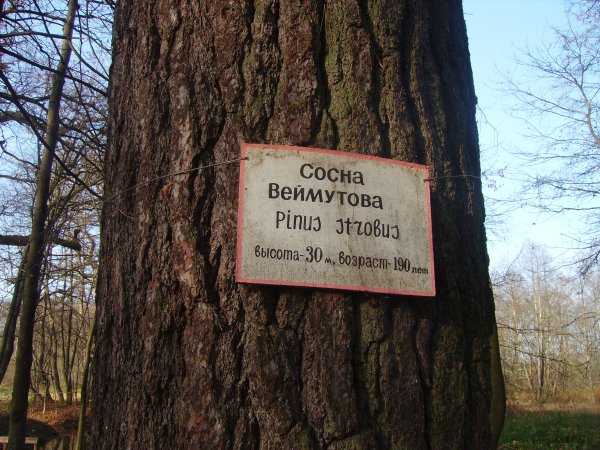 Сосна
Веймутова
Pinus strobus
высота-30 м, возраст-190 лет